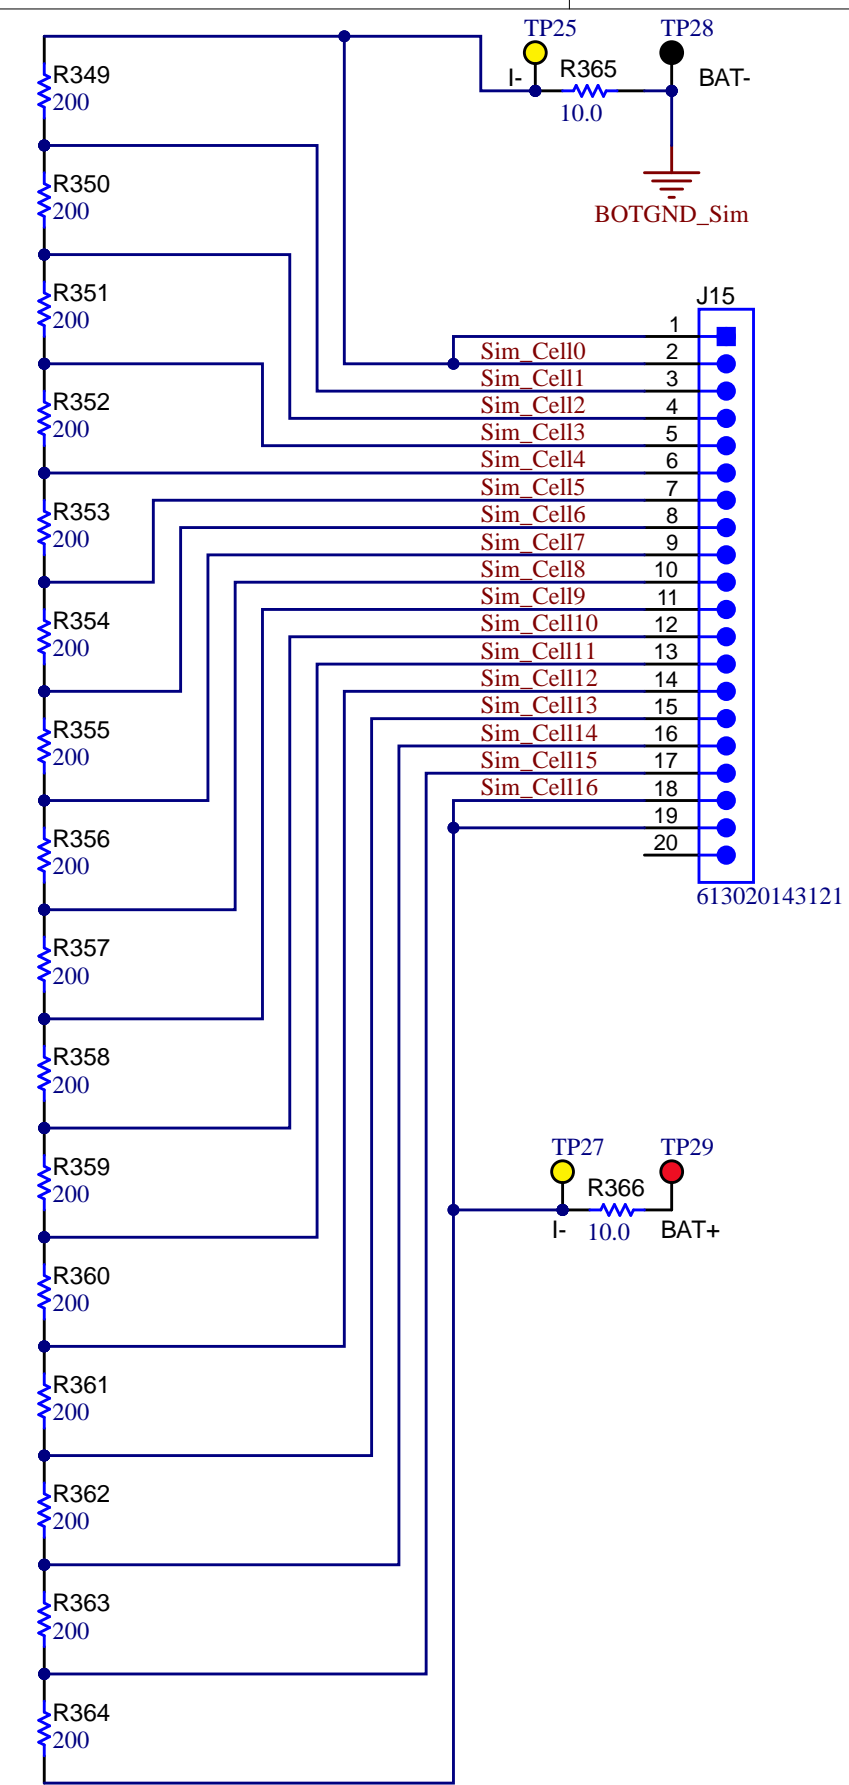 TP25
TP28
I-
R365
BAT-
10.0
BOTGND_Sim
R349
200
R350
200
R351
200
R352
200
R353
200
R354
200
R355
200
R356
200
R357
200
R358
200
R359
200
R360
200
R361
200
R362
200
R363
200
R364
200
J15
1
Sim_Cell0 2
Sim_Cell1 3
Sim_Cell2 4
Sim_Cell3 5
Sim_Cell4 6
Sim_Cell5 7
Sim_Cell6 8
Sim_Cell7 9
Sim_Cell8 10
Sim_Cell9 11
Sim_Cell10 12
Sim_Cell11 13
Sim_Cell12 14
Sim_Cell13 15
Sim_Cell14 16
Sim_Cell15 17
Sim_Cell16 18
19
20
613020143121
TP27
TP29
R366
I-
10.0
BAT+